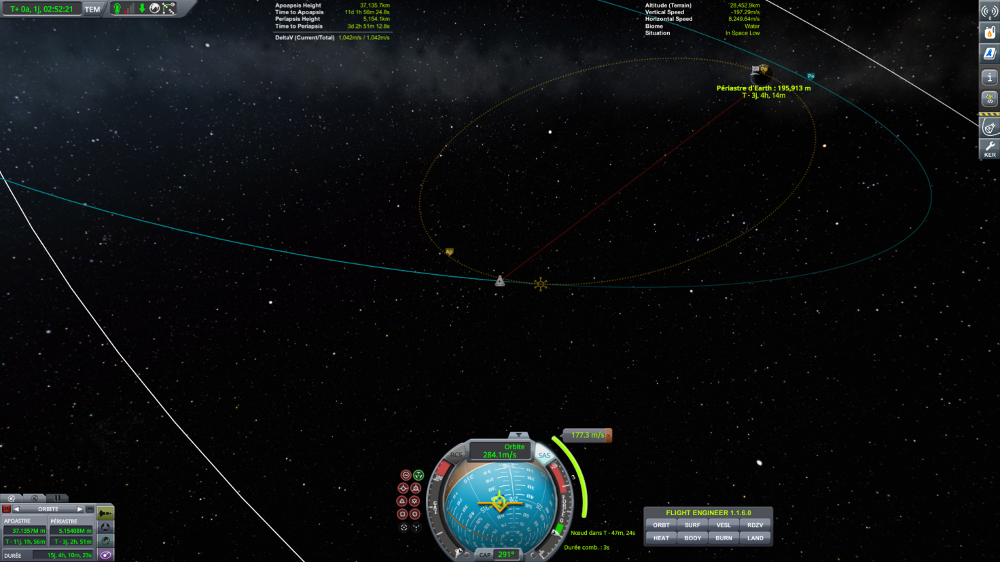 T+ 0a, 1j, 02:52:21 TEM
Apoapsis Height 37,135.7km
Time to Apoapsis 11d 1h 56m 24.8s
Periapsis Height 5,154.1km
Time to Periapsis 3d 2h 51m 12.8s
DeltaV (Current/Total) 1,042m/s / 1,042m/s
Altitude (Terrain) 28,452.9km
Vertical Speed -197.29m/s
Horizontal Speed 8,249.64m/s
Biome Water
Situation In Space Low
0
KER
Pe
Pe
Périastre d'Earth : 195,913 m
T - 3j, 4h, 14m
Ap
177.3 m/s
Orbite
284.1m/s
RCS
SAS
GAZ
FORCE G
3
Nœud dans T - 47m, 24s
Durée comb. : 3s
CAP 291°
ORBITE
APOASTRE PÉRIASTRE
37.1357M m 5.15408M m
T - 11j, 1h, 56m T - 3j, 2h, 51m
DURÉE 15j, 4h, 10m, 23s
FLIGHT ENGINEER 1.1.6.0
ORBT SURF VESL RDZV
HEAT BODY BURN LAND